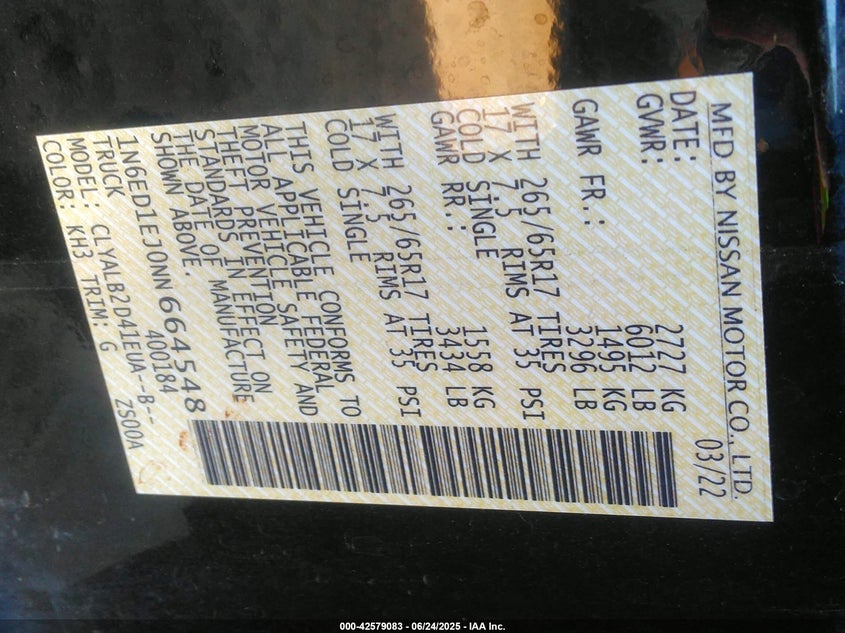 MFD BY NISSAN MOTOR CO., LTD.
DATE: 03/22
GVWR: 2727 KG
6012 LB
GAWR FR.: 1495 KG
3296 LB
WITH 265/65R17 TIRES
17 X 7.5 RIMS AT 35 PSI
COLD SINGLE 1558 KG
GAWR RR.: 3434 LB
WITH 265/65R17 TIRES
17 X 7.5 RIMS AT 35 PSI
COLD SINGLE
THIS VEHICLE CONFORMS TO
ALL APPLICABLE FEDERAL
MOTOR VEHICLE SAFETY AND
THEFT PREVENTION
STANDARDS IN EFFECT ON
THE DATE OF MANUFACTURE
SHOWN ABOVE.
1N6ED1EJ0NN664548
TRUCK 400184
MODEL: CLYALB2D41EUA--B--
COLOR: KH3 TRIM: G ZS00A
000-42579083 - 06/24/2025 - IAA Inc.